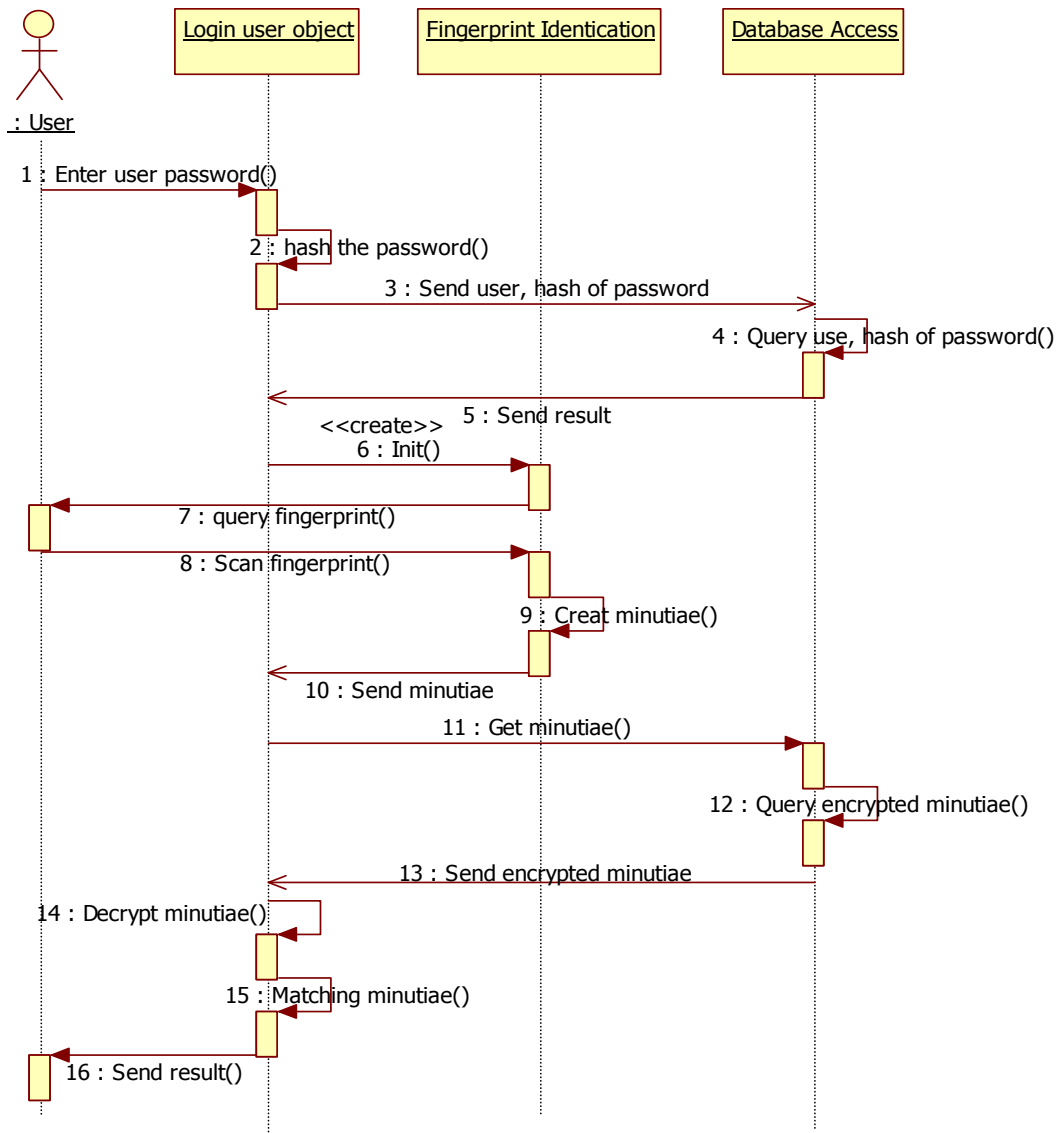 Login user object
Fingerprint Identication
Database Access
: User
1 : Enter user password()
2 : hash the password()
3 : Send user, hash of password
4 : Query use, hash of password()
5 : Send result
<<create>>
6 : Init()
7 : query fingerprint()
8 : Scan fingerprint()
9 : Creat minutiae()
10 : Send minutiae
11 : Get minutiae()
12 : Query encrypted minutiae()
13 : Send encrypted minutiae
14 : Decrypt minutiae()
15 : Matching minutiae()
16 : Send result()